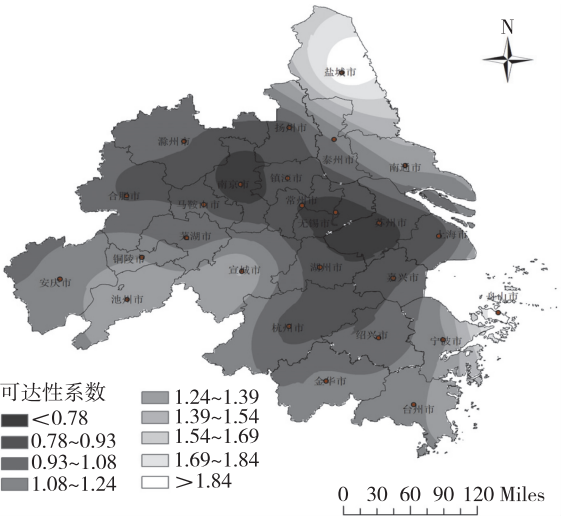 N
盐城市
扬州市
滁州市
泰州市
南通市
南京市
镇江市
合肥市
马鞍山市
常州市
无锡市
苏州市
上海市
芜湖市
铜陵市
宣城市
湖州市
嘉兴市
安庆市
池州市
舟山市
杭州市
绍兴市
宁波市
金华市
台州市
可达性系数
<0.78
0.78~0.93
0.93~1.08
1.08~1.24
1.24~1.39
1.39~1.54
1.54~1.69
1.69~1.84
>1.84
0 30 60 90 120 Miles